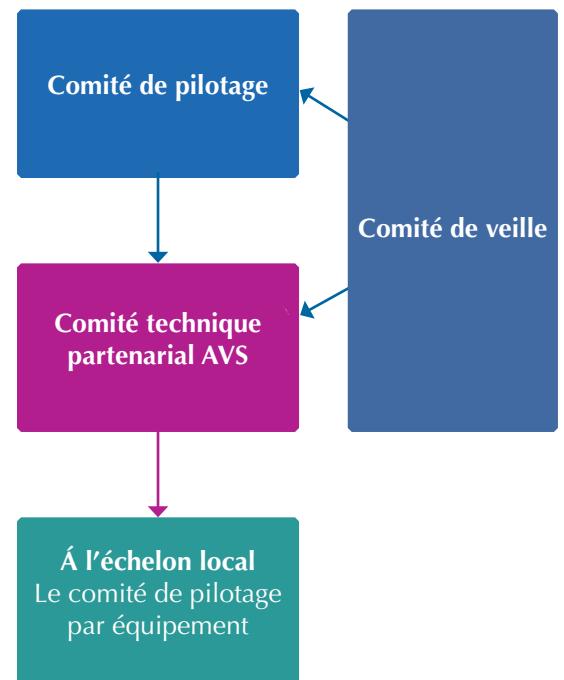 Comité de pilotage
Comité de veille
Comité technique
partenarial AVS
Á l'échelon local
Le comité de pilotage
par équipement